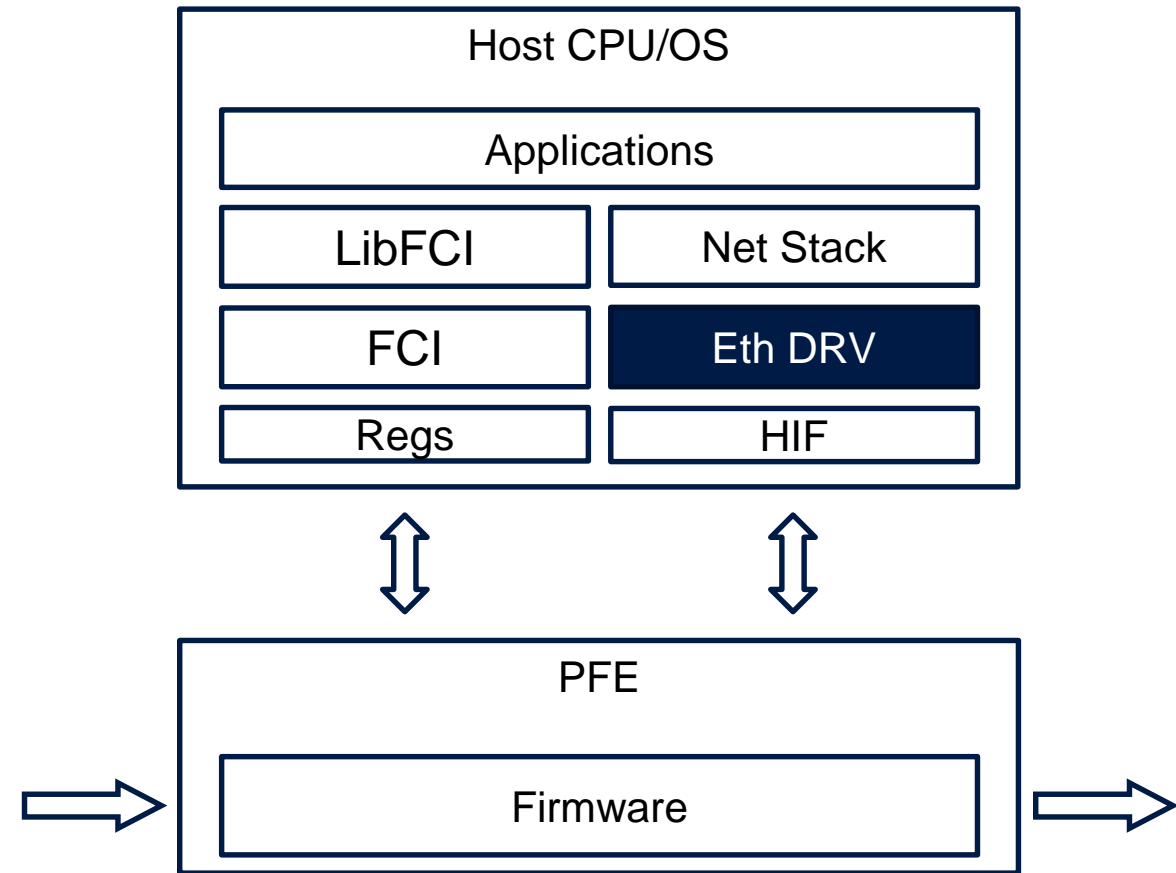 Host CPU/OS
Applications
LibFCI
Net Stack
FCI
Eth DRV
Regs
HIF
PFE
Firmware